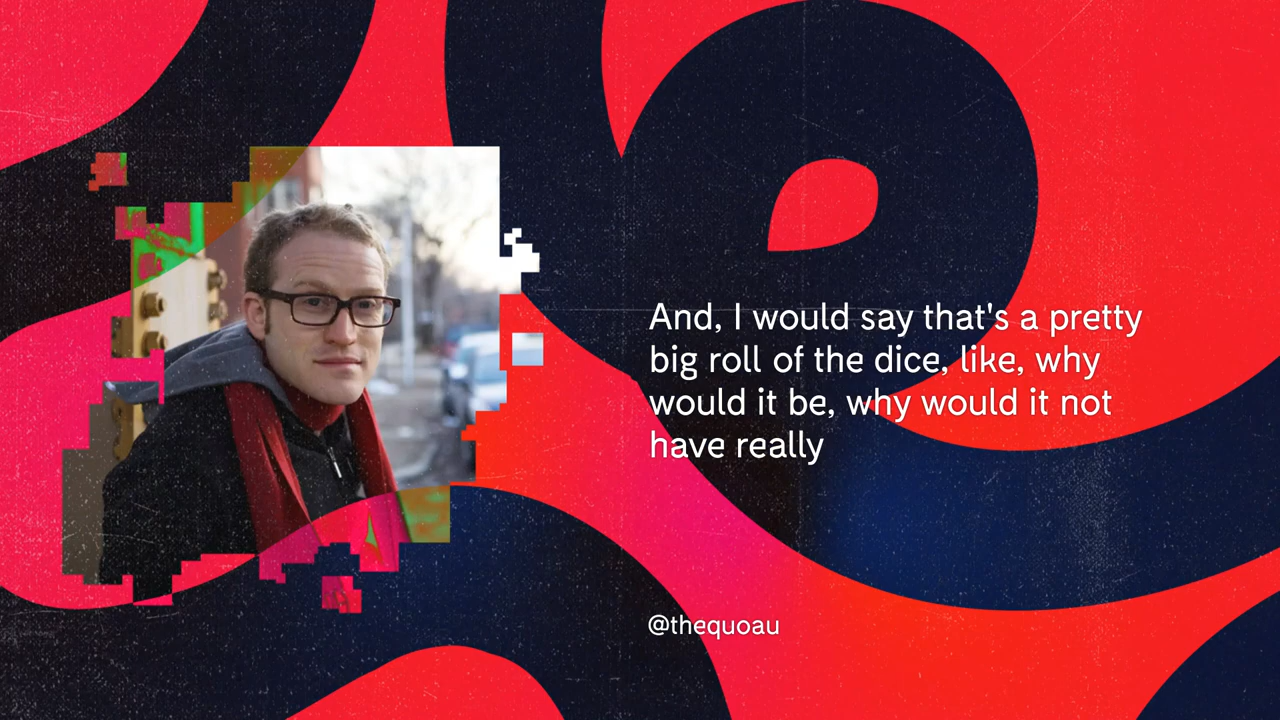 And, I would say that's a pretty
big roll of the dice, like, why
would it be, why would it not
have really
@thequoau